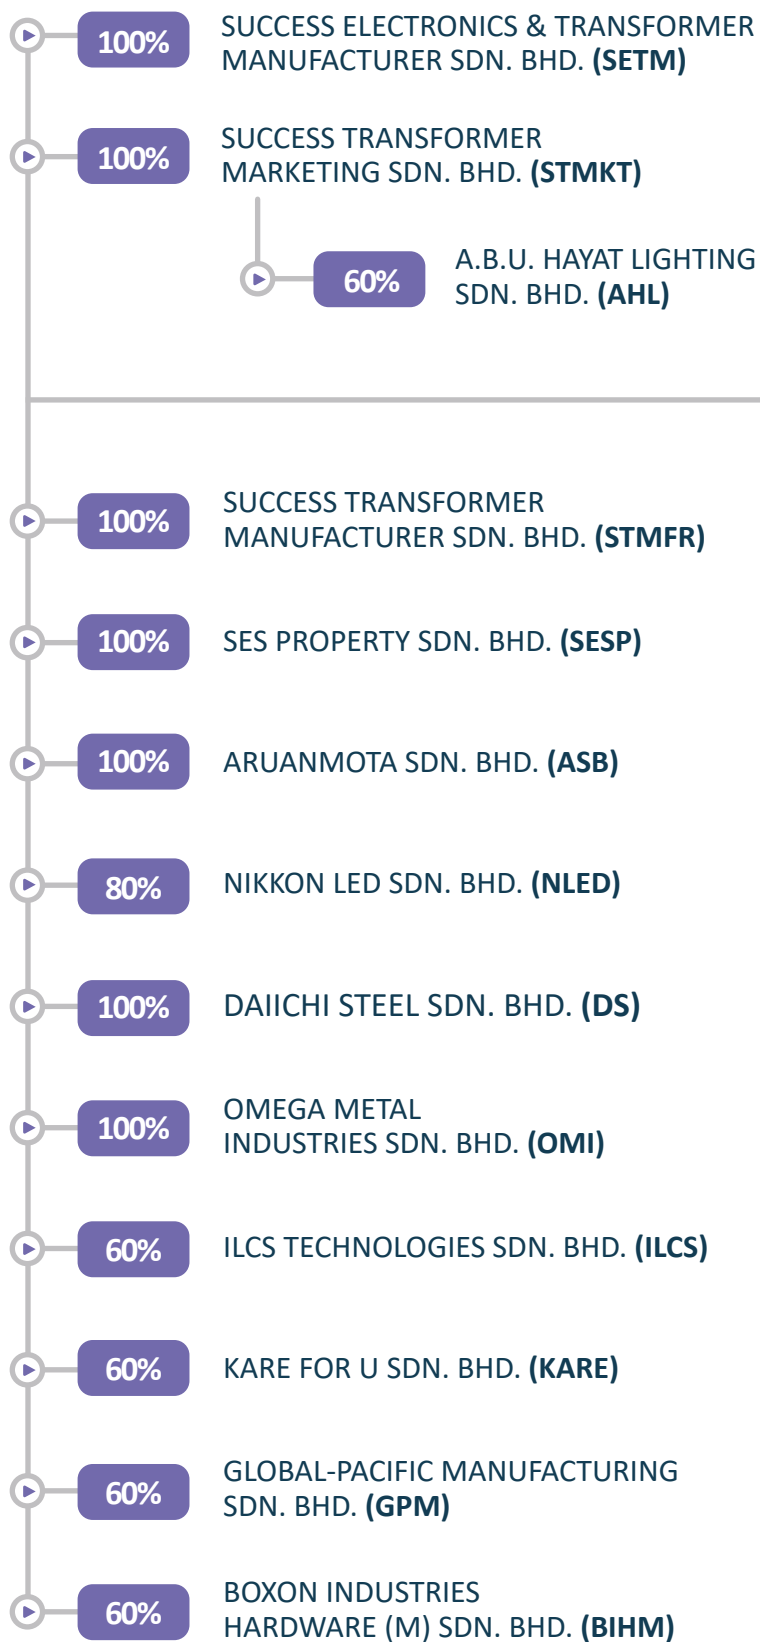 100%
SUCCESS ELECTRONICS & TRANSFORMER
MANUFACTURER SDN. BHD. (SETM)
100%
SUCCESS TRANSFORMER
MARKETING SDN. BHD. (STMKT)
60%
A.B.U. HAYAT LIGHTING
SDN. BHD. (AHL)
100%
SUCCESS TRANSFORMER
MANUFACTURER SDN. BHD. (STMFR)
100%
SES PROPERTY SDN. BHD. (SESP)
100%
ARUANMOTA SDN. BHD. (ASB)
80%
NIKKON LED SDN. BHD. (NLED)
100%
DAIICHI STEEL SDN. BHD. (DS)
100%
OMEGA METAL
INDUSTRIES SDN. BHD. (OMI)
60%
ILCS TECHNOLOGIES SDN. BHD. (ILCS)
60%
KARE FOR U SDN. BHD. (KARE)
60%
GLOBAL-PACIFIC MANUFACTURING
SDN. BHD. (GPM)
60%
BOXON INDUSTRIES
HARDWARE (M) SDN. BHD. (BIHM)